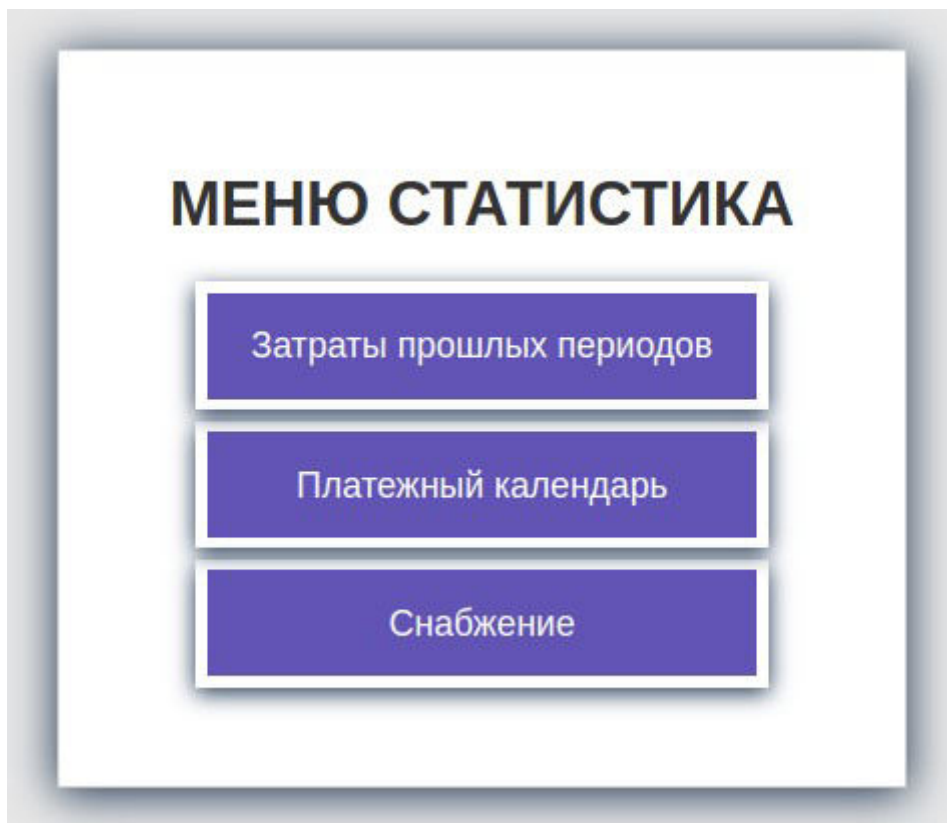 МЕНЮ СТАТИСТИКА
Затраты прошлых периодов
Платежный календарь
Снабжение